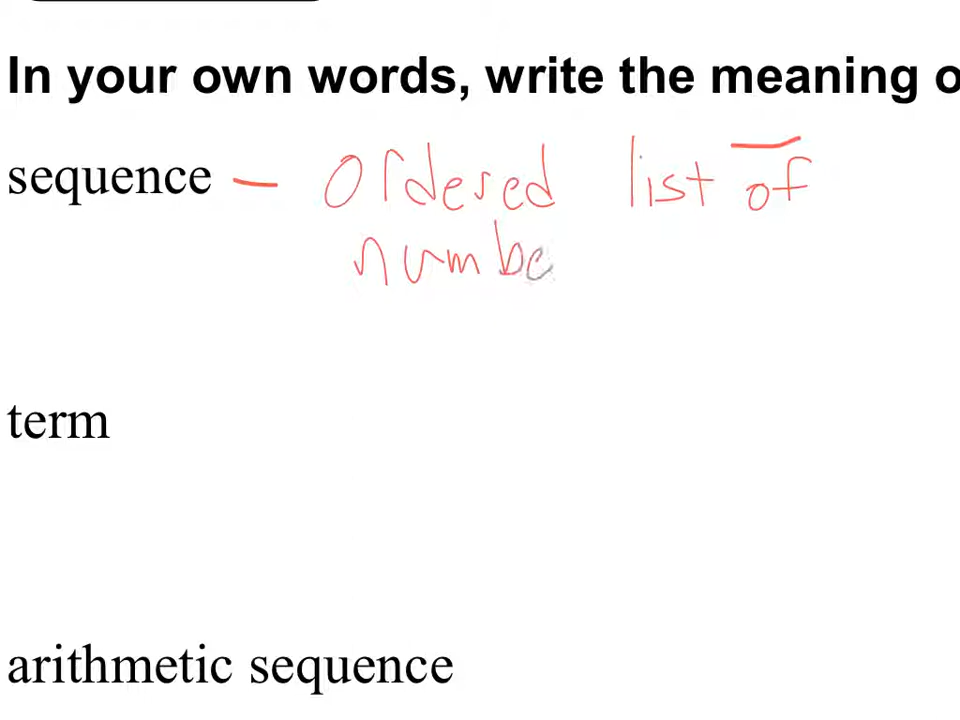 In your own words, write the meaning o
sequence – Ordered list of
numbe
term
arithmetic sequence